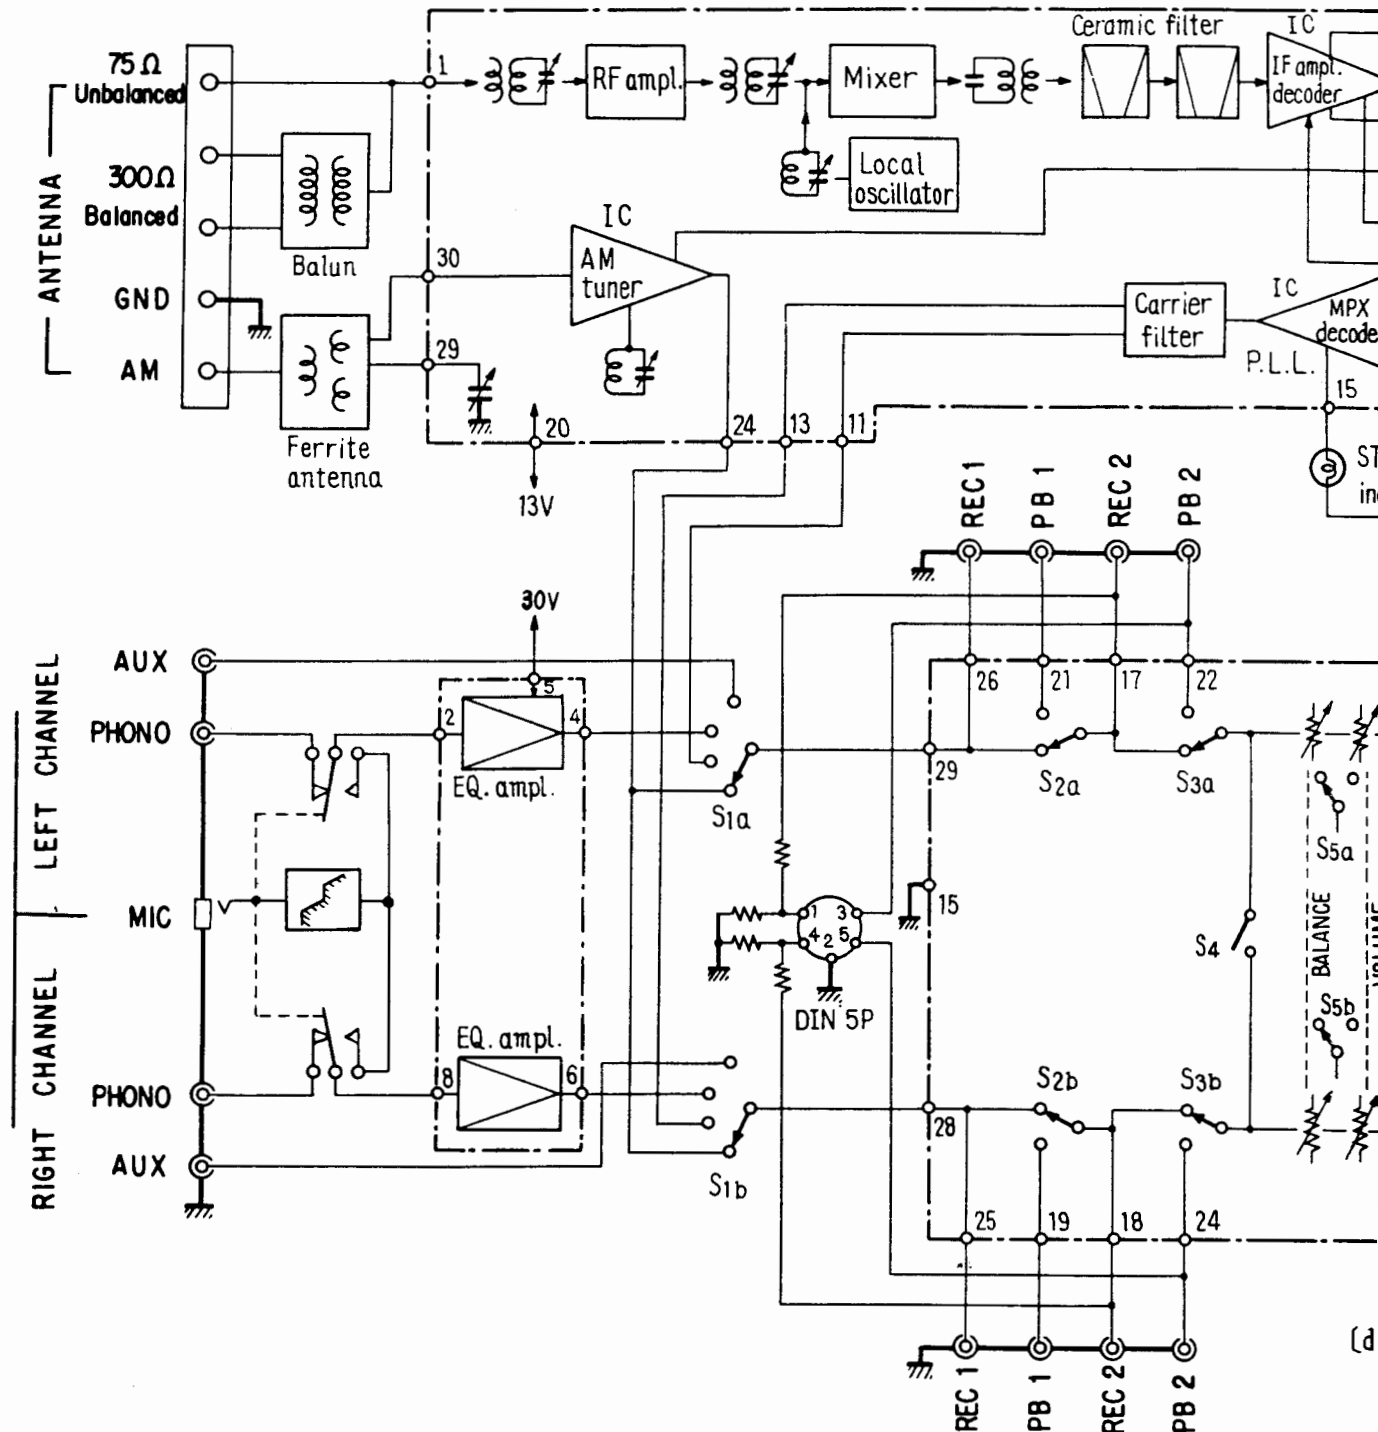 Ceramic filter
IC
75Ω
Unbalanced
1
RF ampl.
Mixer
IF ampl.
decoder
300Ω
Balanced
ANTENNA
Local
oscillator
Balun
IC
AM
tuner
30
GND
IC
MPX
Carrier
filter
P.L.L.
29
AM
15
Ferrite
antenna
20
24
13
11
13V
REC 1
PB 1
REC 2
PB 2
30V
AUX
5
26
21
17
22
PHONO
2
4
EQ. ampl.
29
S1a
S2a
S3a
S5a
LEFT CHANNEL
MIC
15
1
3
4
2
5
DIN 5P
S4
BALANCE
S5b
RIGHT CHANNEL
EQ. ampl.
PHONO
8
6
28
S2b
S3b
AUX
S1b
25
19
18
24
REC 1
PB 1
REC 2
PB 2